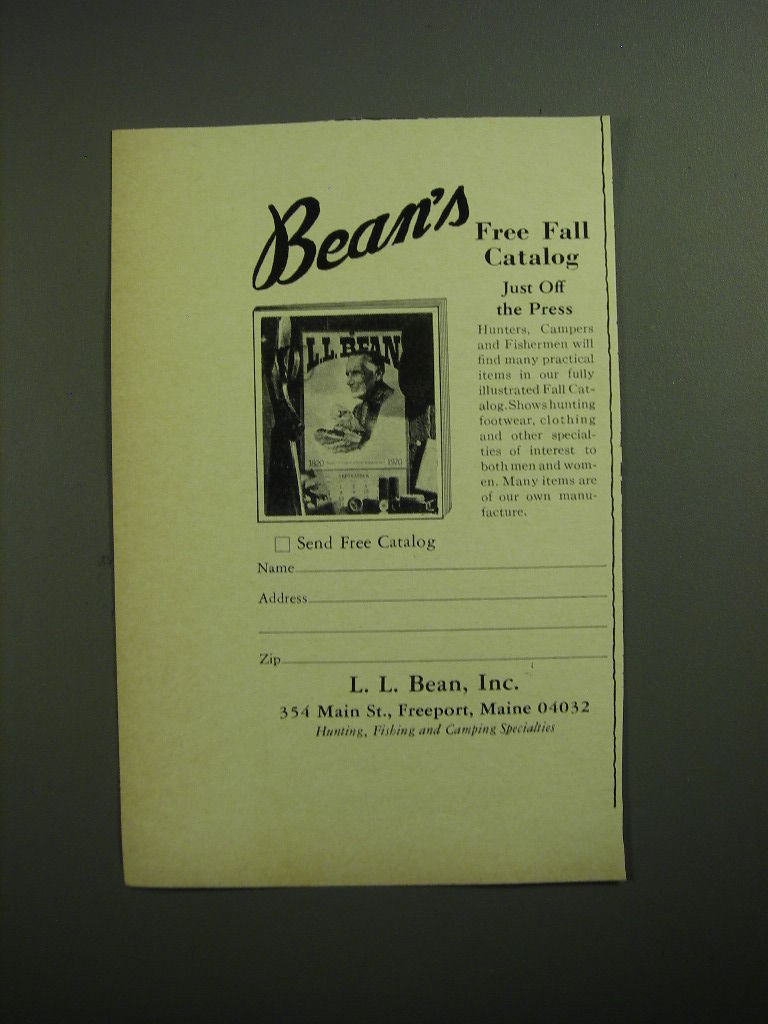 Bean's
Free Fall
Catalog
Just Off
the Press
Hunters, Campers
and Fishermen will
find many practical
items in our fully
illustrated Fall Cat-
alog. Shows hunting
footwear, clothing
and other special-
ties of interest to
both men and wom-
en. Many items are
of our own manu-
facture.
L.L. BEAN
1820 1970
SEPTEMBER
Send Free Catalog
Name
Address
Zip
L. L. Bean, Inc.
354 Main St., Freeport, Maine 04032
Hunting, Fishing and Camping Specialties